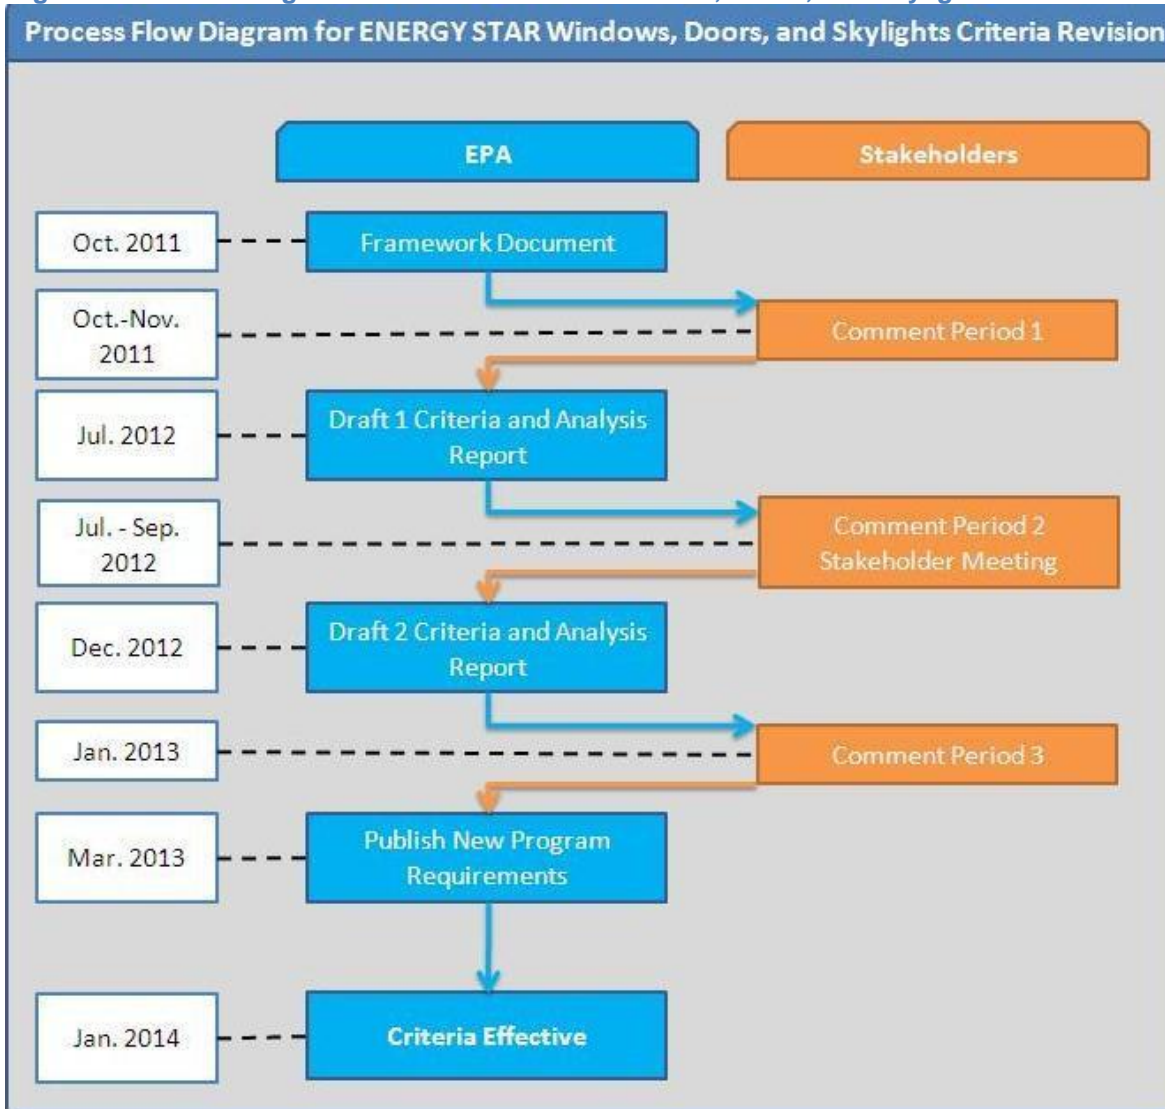 Process Flow Diagram for ENERGY STAR Windows, Doors, and Skylights Criteria Revision
EPA
Stakeholders
Oct. 2011
Framework Document
Oct.-Nov.
2011
Comment Period 1
Jul. 2012
Draft 1 Criteria and Analysis
Report
Jul. - Sep.
2012
Comment Period 2
Stakeholder Meeting
Dec. 2012
Draft 2 Criteria and Analysis
Report
Jan. 2013
Comment Period 3
Mar. 2013
Publish New Program
Requirements
Jan. 2014
Criteria Effective